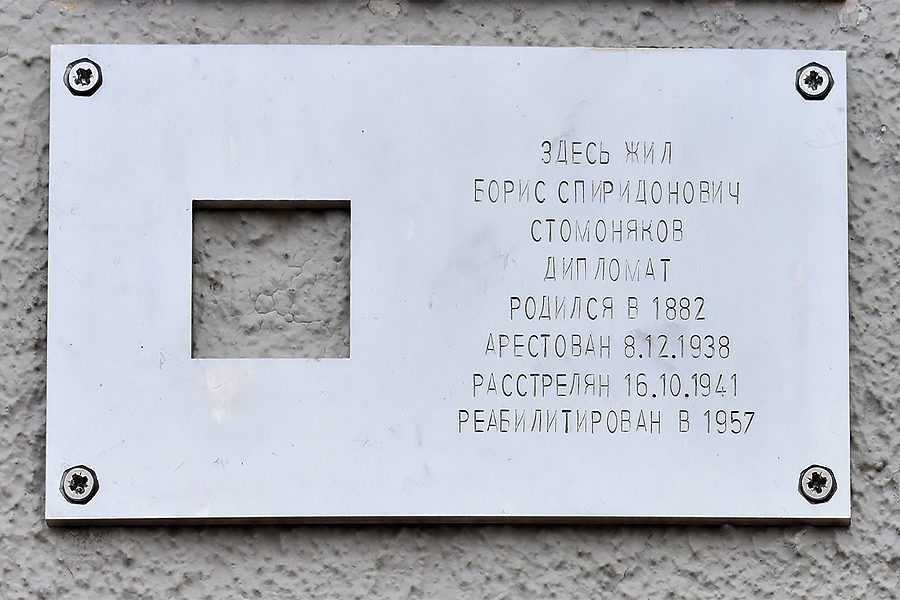 ЗДЕСЬ ЖИЛ
БОРИС СПИРИДОНОВИЧ
СТОМОНЯКОВ
ДИПЛОМАТ
РОДИЛСЯ В 1882
АРЕСТОВАН 8.12.1938
РАССТРЕЛЯН 16.10.1941
РЕАБИЛИТИРОВАН В 1957